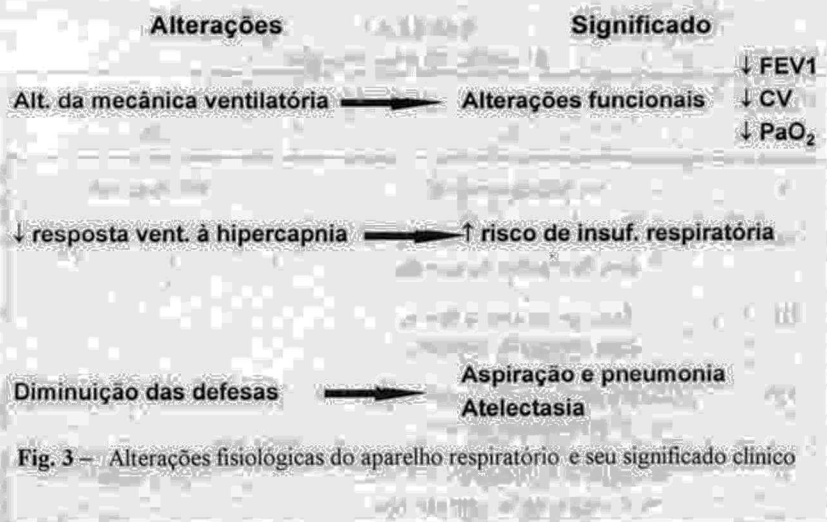 Alterações Significado
↓ FEV1
Alt. da mecânica ventilatória Alterações funcionais ↓ CV
↓ PaO₂
↓ resposta vent. à hipercapnia ↑ risco de insuf. respiratória
Diminuição das defesas Aspiração e pneumonia
Atelectasia
Fig. 3 – Alterações fisiológicas do aparelho respiratório e seu significado clínico